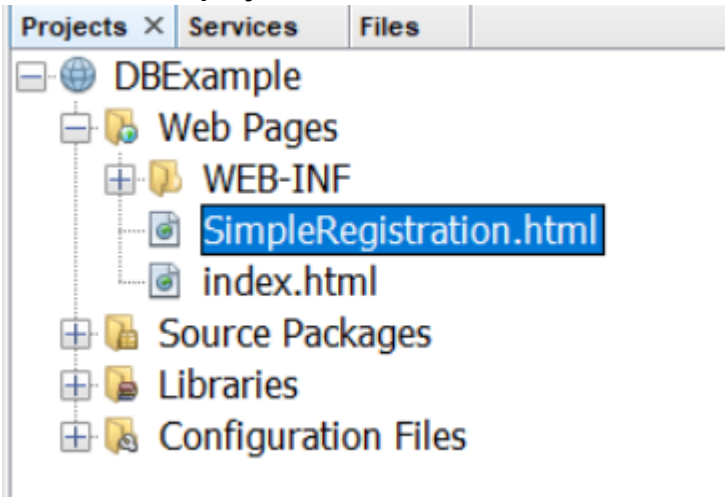 Projects Services Files
DBExample
Web Pages
WEB-INF
SimpleRegistration.html
index.html
Source Packages
Libraries
Configuration Files